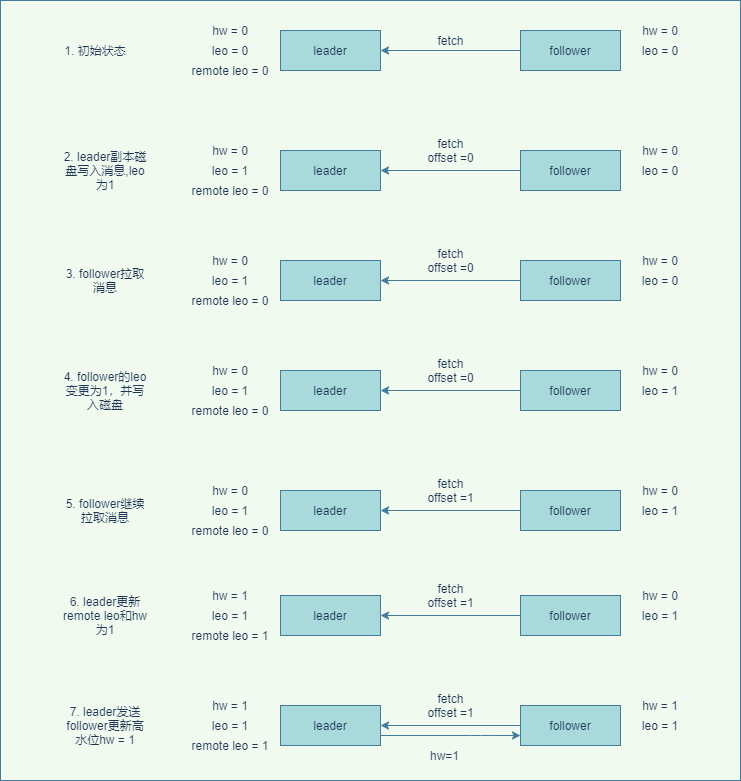 hw = 0
fetch
hw = 0
1. 初始状态
leo = 0
leader
follower
leo = 0
remote leo = 0
2. leader副本磁
盘写入消息,leo
为1
hw = 0
leo = 1
remote leo = 0
leader
fetch
offset =0
follower
hw = 0
leo = 0
3. follower拉取
消息
hw = 0
leo = 1
remote leo = 0
leader
fetch
offset =0
follower
hw = 0
leo = 0
4. follower的leo
变更为1，并写
入磁盘
hw = 0
leo = 1
remote leo = 0
leader
fetch
offset =0
follower
hw = 0
leo = 1
5. follower继续
拉取消息
hw = 0
leo = 1
remote leo = 0
leader
fetch
offset =1
follower
hw = 0
leo = 1
6. leader更新
remote leo和hw
为1
hw = 1
leo = 1
remote leo = 1
leader
fetch
offset =1
follower
hw = 0
leo = 1
7. leader发送
follower更新高
水位hw = 1
hw = 1
leo = 1
remote leo = 1
leader
fetch
offset =1
hw=1
follower
hw = 1
leo = 1